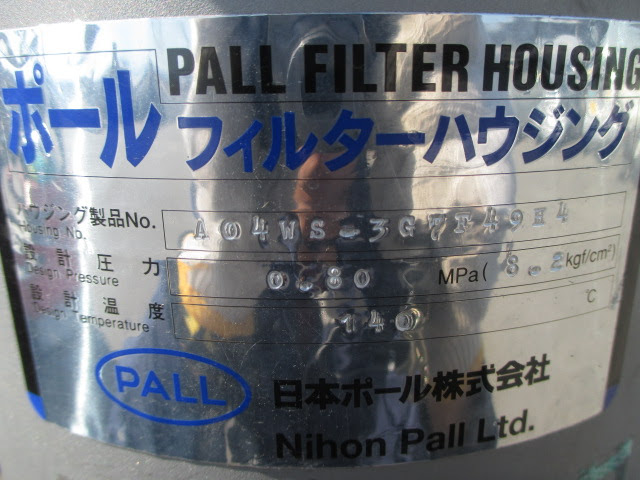 ポール
PALL FILTER HOUSING
フィルターハウジング
ハウジング製品No. A04WS-3G7T49H4
Housing No.
設計圧力 0.80 MPa( 8.2 kgf/cm²)
Design Pressure
設計温度 140 ℃
Design Temperature
PALL
日本ポール株式会社
Nihon Pall Ltd.